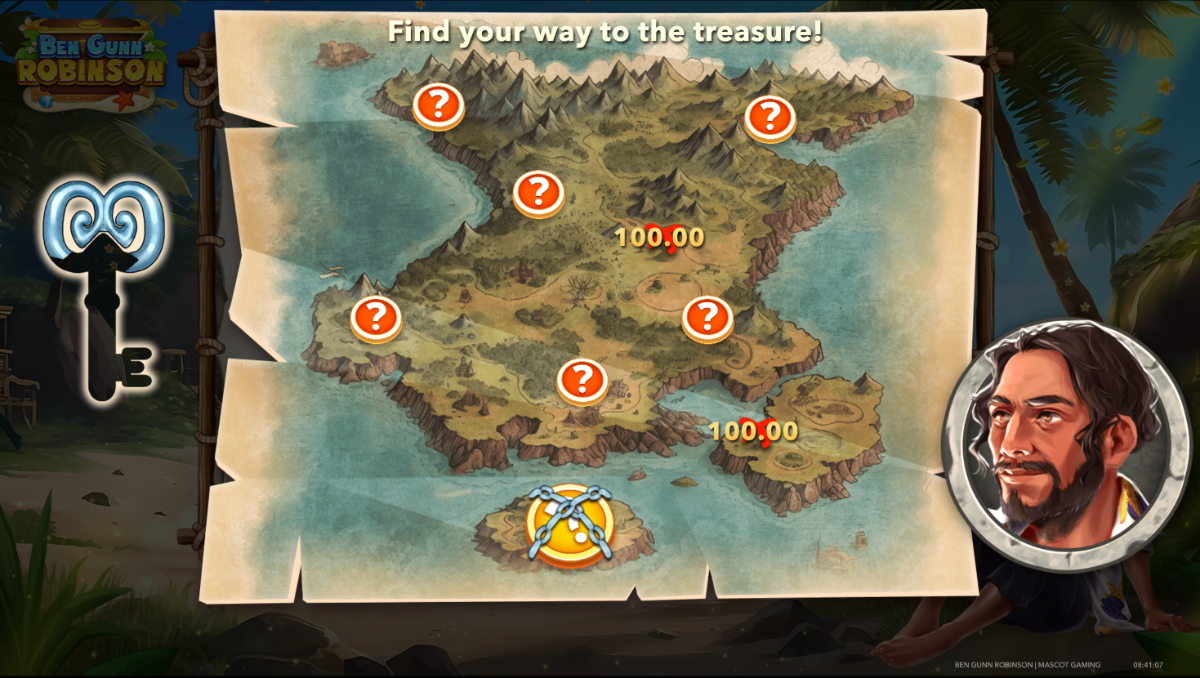 Find your way to the treasure!
BEN GUNN
ROBINSON
?
?
?
100.00
?
?
?
100.00
BEN GUNN ROBINSON | MASCOT GAMING
08:41:07